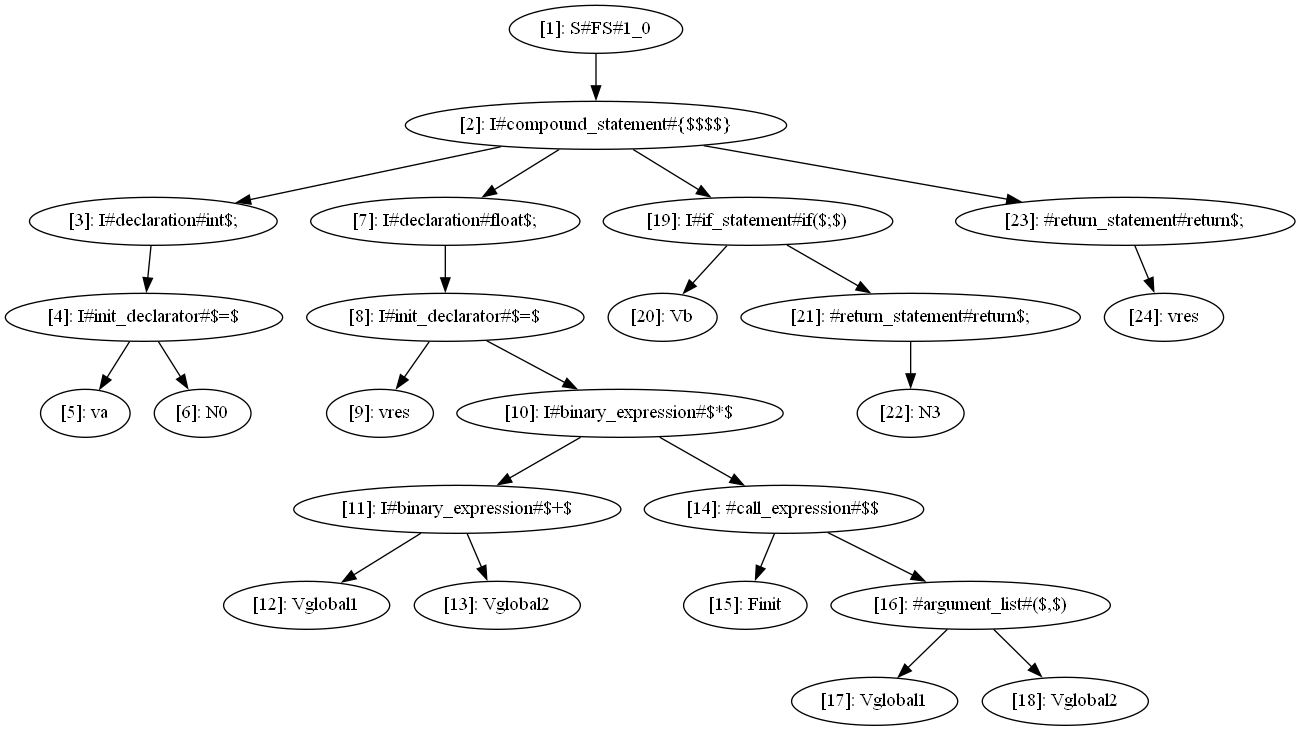 [1]: S#FS#1_0
[2]: I#compound_statement#{$$$$}
[3]: I#declaration#int$;
[7]: I#declaration#float$;
[19]: I#if_statement#if($;$)
[23]: #return_statement#return$;
[4]: I#init_declarator#$=$
[8]: I#init_declarator#$=$
[20]: Vb
[21]: #return_statement#return$;
[24]: vres
[5]: va
[6]: N0
[9]: vres
[10]: I#binary_expression#$*$
[22]: N3
[11]: I#binary_expression#$+$
[14]: #call_expression#$$
[12]: Vglobal1
[13]: Vglobal2
[15]: Finit
[16]: #argument_list#($,$)
[17]: Vglobal1
[18]: Vglobal2